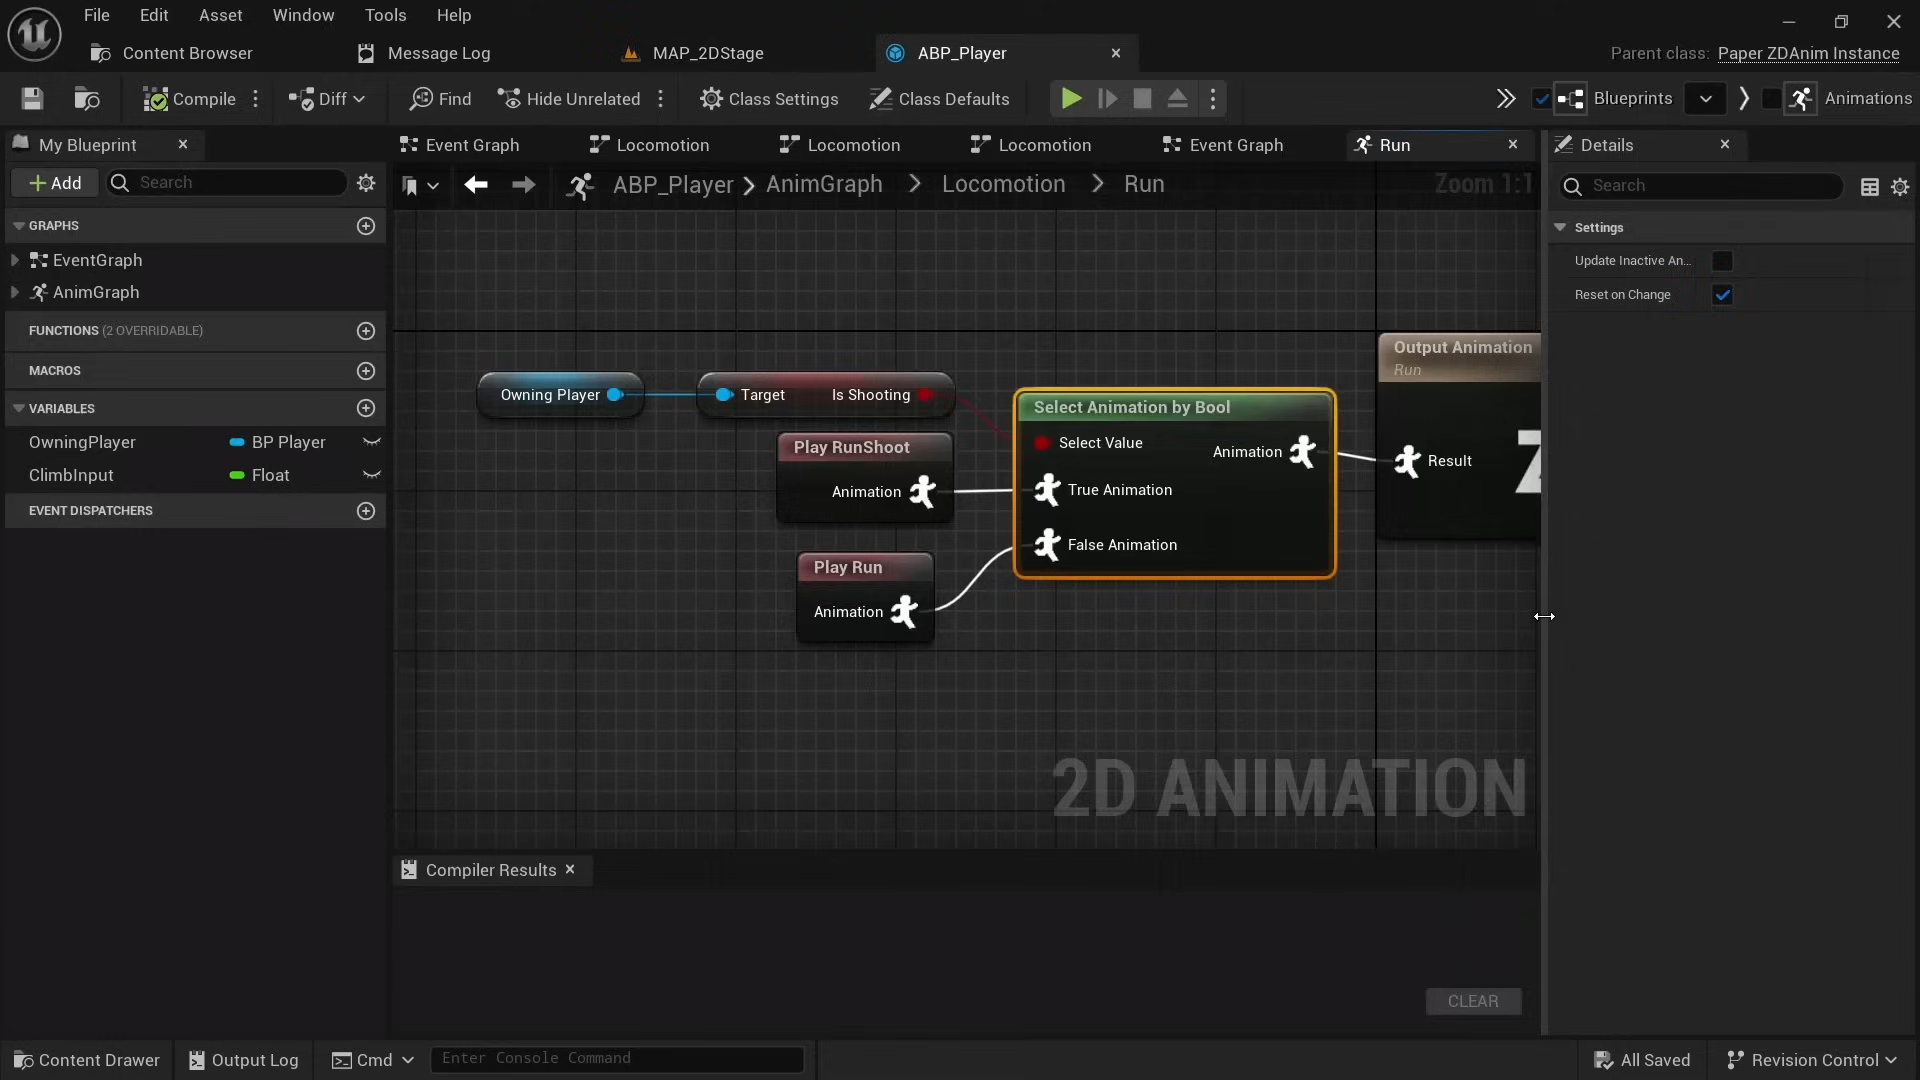 File Edit Asset Window Tools Help
Content Browser Message Log MAP_2DStage ABP_Player Parent class: Paper ZDAnim Instance
Compile Diff Find Hide Unrelated Class Settings Class Defaults Blueprints Animations
My Blueprint Event Graph Locomotion Locomotion Locomotion Event Graph Run Details
Add Search ABP_Player AnimGraph Locomotion Run Zoom 1:1 Search
GRAPHS
Settings
EventGraph
Update Inactive An...
AnimGraph
Reset on Change
FUNCTIONS (2 OVERRIDABLE)
MACROS
VARIABLES
OwningPlayer BP Player
ClimbInput Float
EVENT DISPATCHERS
Owning Player
Target Is Shooting
Play RunShoot
Animation
Play Run
Animation
Select Animation by Bool
Select Value Animation
True Animation
False Animation
Output Animation
Run
Result
2D ANIMATION
Compiler Results
CLEAR
Content Drawer Output Log Cmd Enter Console Command All Saved Revision Control